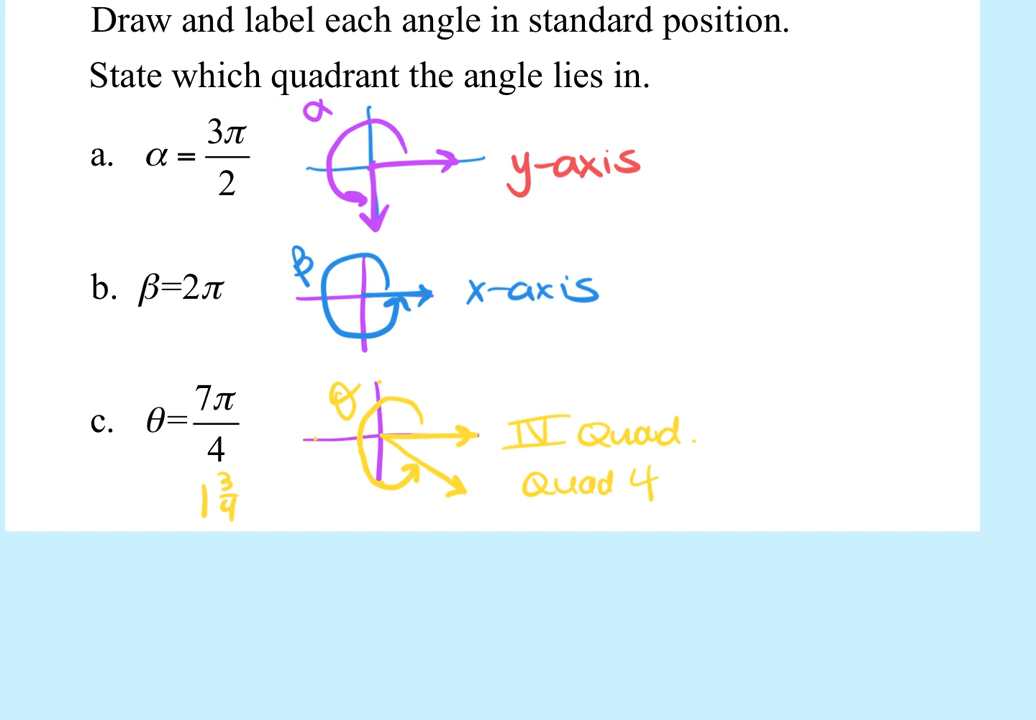 Draw and label each angle in standard position.
State which quadrant the angle lies in.
a. α = 3π/2 α y-axis
b. β=2π β x-axis
c. θ=7π/4 θ IV Quad.
1 3/4 Quad 4